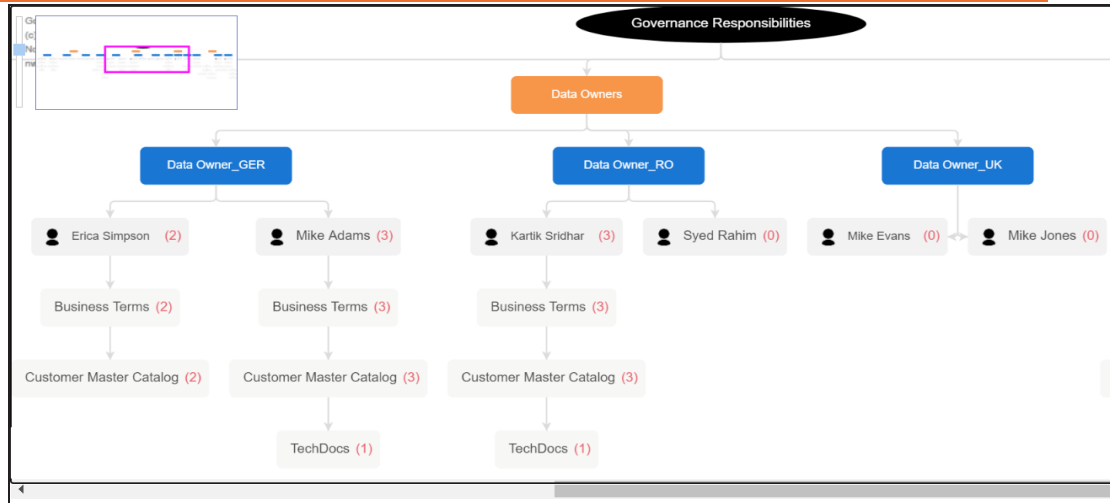 Governance Responsibilities
Data Owners
Data Owner_GER
Data Owner_RO
Data Owner_UK
Erica Simpson (2)
Mike Adams (3)
Kartik Sridhar (3)
Syed Rahim (0)
Mike Evans (0)
Mike Jones (0)
Business Terms (2)
Business Terms (3)
Business Terms (3)
Customer Master Catalog (2)
Customer Master Catalog (3)
Customer Master Catalog (3)
TechDocs (1)
TechDocs (1)